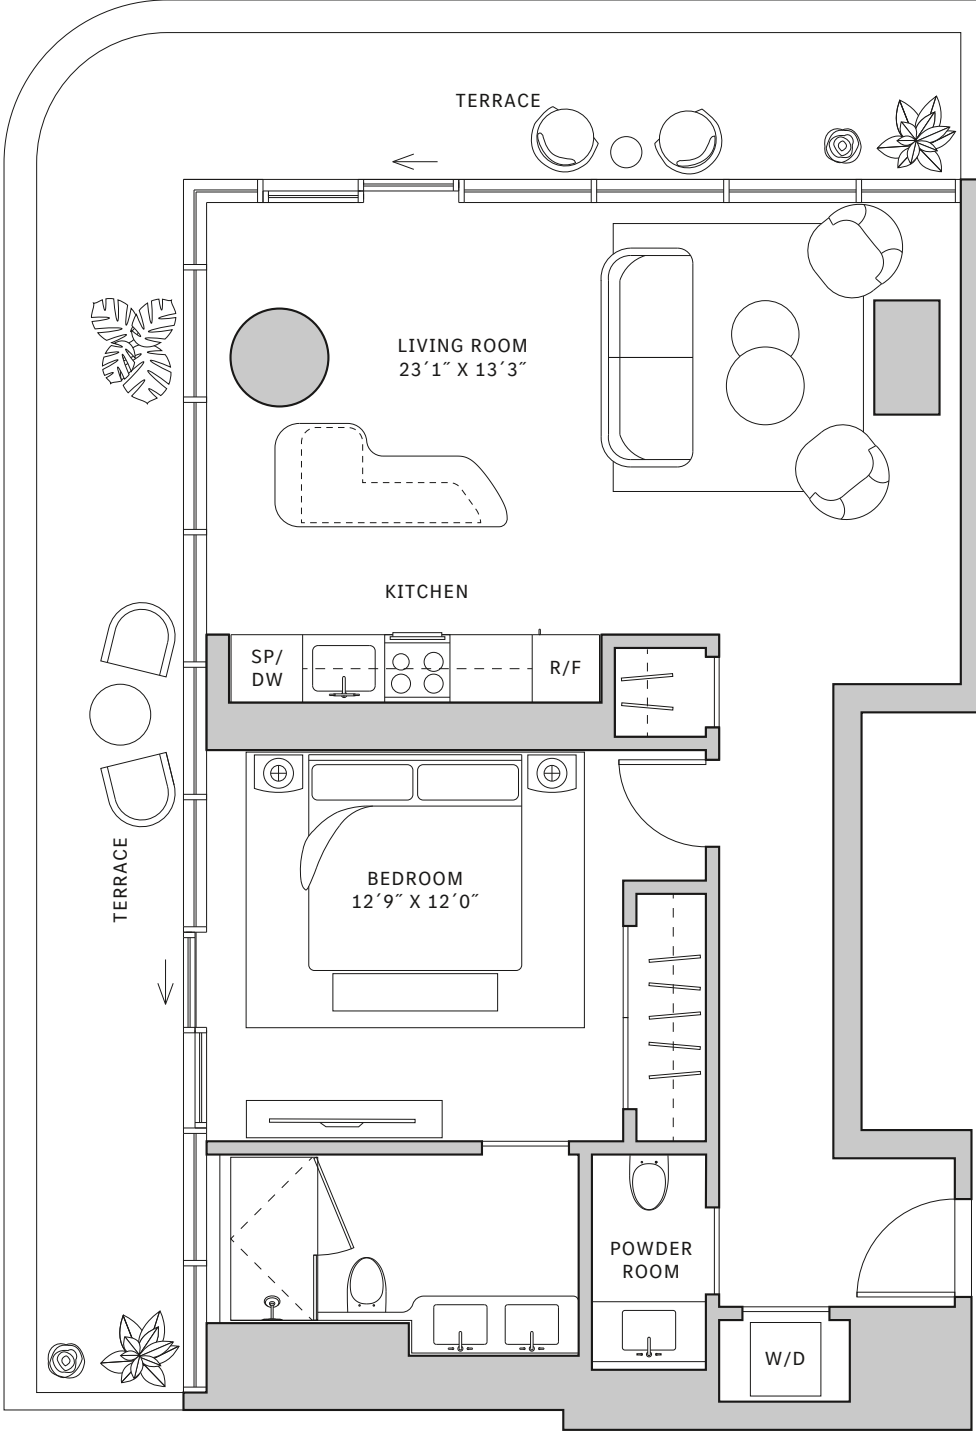 TERRACE
LIVING ROOM
23´1˝ X 13´3˝
KITCHEN
SP/
DW
R/F
BEDROOM
12´9˝ X 12´0˝
TERRACE
POWDER
ROOM
W/D